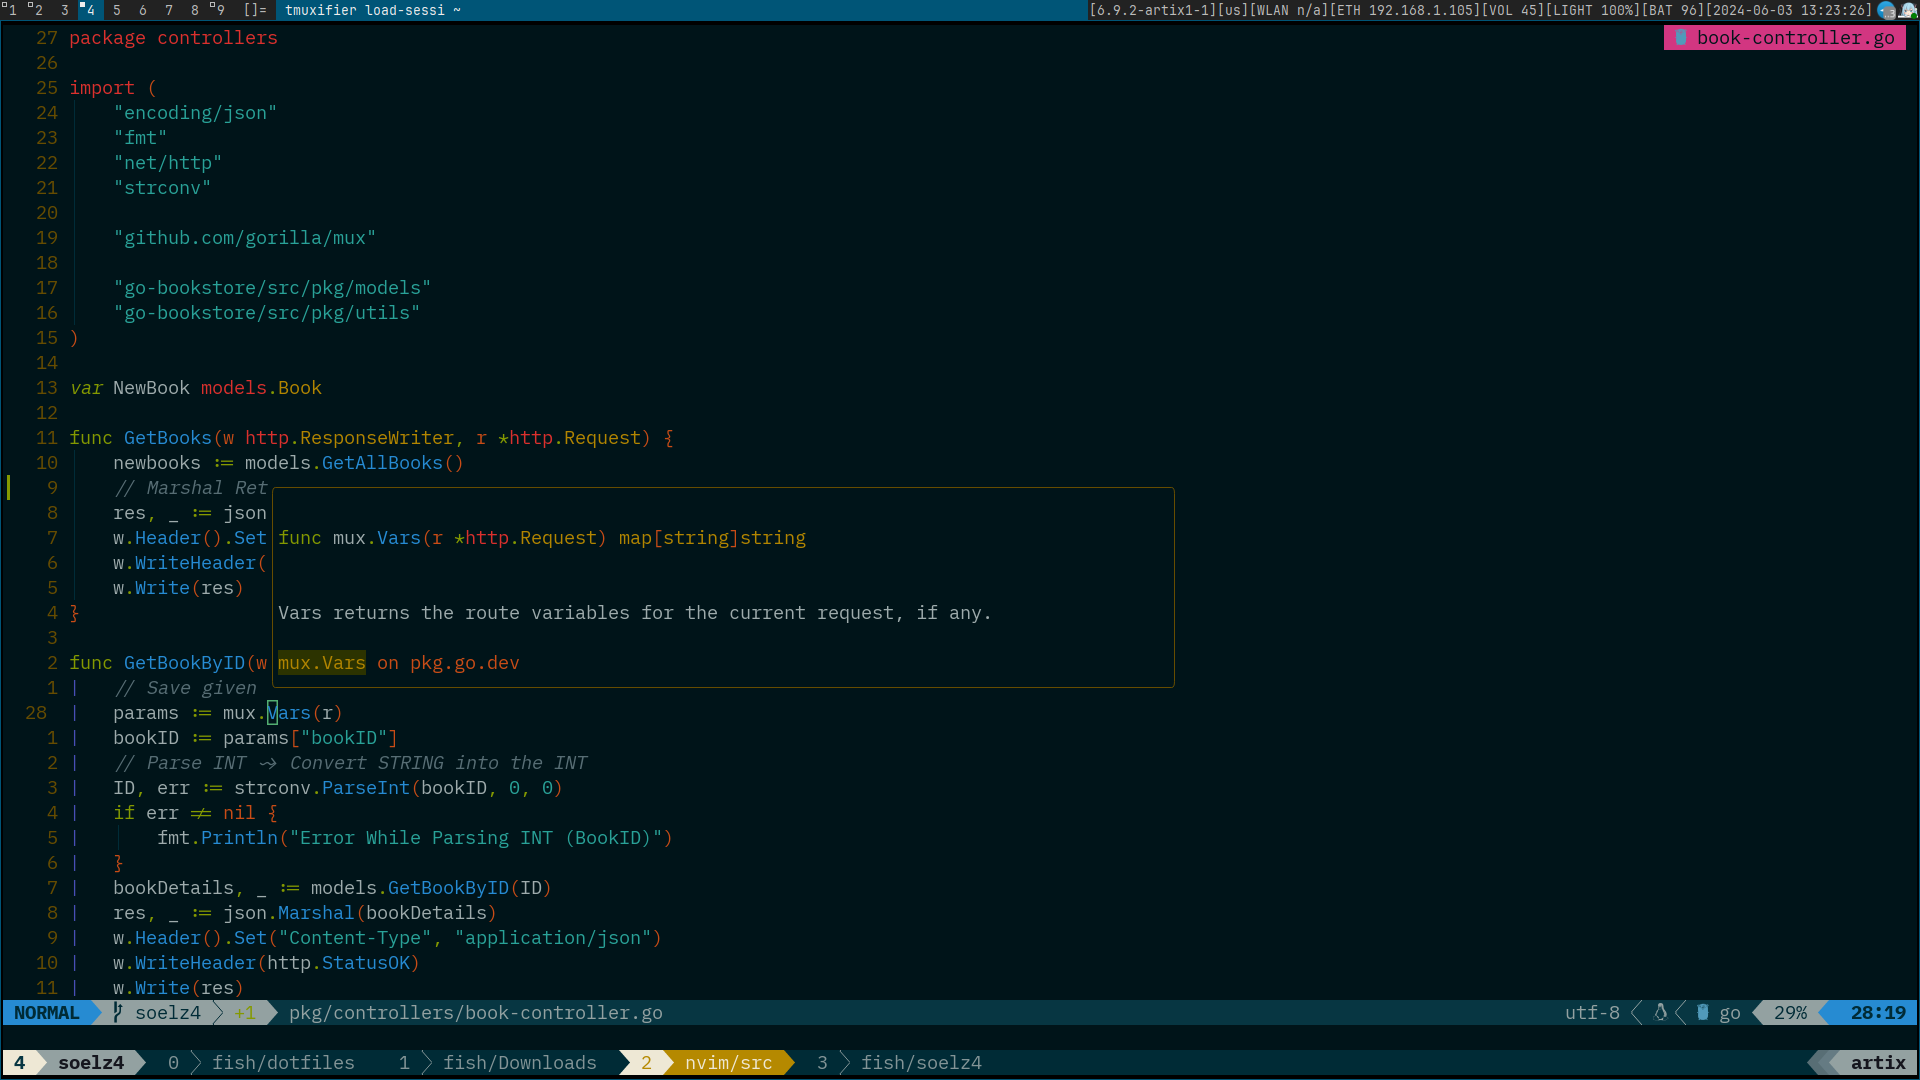 1 2 3 4 5 6 7 8 9 []= tmuxifier load-sessi ~ [6.9.2-artix1-1][us][WLAN n/a][ETH 192.168.1.105][VOL 45][LIGHT 100%][BAT 96][2024-06-03 13:23:26]
27 package controllers book-controller.go
26
25 import (
24 "encoding/json"
23 "fmt"
22 "net/http"
21 "strconv"
20
19 "github.com/gorilla/mux"
18
17 "go-bookstore/src/pkg/models"
16 "go-bookstore/src/pkg/utils"
15 )
14
13 var NewBook models.Book
12
11 func GetBooks(w http.ResponseWriter, r *http.Request) {
10 newbooks := models.GetAllBooks()
9 // Marshal Ret
8 res, _ := json
7 w.Header().Set func mux.Vars(r *http.Request) map[string]string
6 w.WriteHeader(
5 w.Write(res)
4 } Vars returns the route variables for the current request, if any.
3
2 func GetBookByID(w mux.Vars on pkg.go.dev
1 // Save given
28 params := mux.Vars(r)
1 bookID := params["bookID"]
2 // Parse INT ~> Convert STRING into the INT
3 ID, err := strconv.ParseInt(bookID, 0, 0)
4 if err != nil {
5 fmt.Println("Error While Parsing INT (BookID)")
6 }
7 bookDetails, _ := models.GetBookByID(ID)
8 res, _ := json.Marshal(bookDetails)
9 w.Header().Set("Content-Type", "application/json")
10 w.WriteHeader(http.StatusOK)
11 w.Write(res)
NORMAL soelz4 +1 pkg/controllers/book-controller.go utf-8 go 29% 28:19
4 soelz4 0 fish/dotfiles 1 fish/Downloads 2 nvim/src 3 fish/soelz4 artix